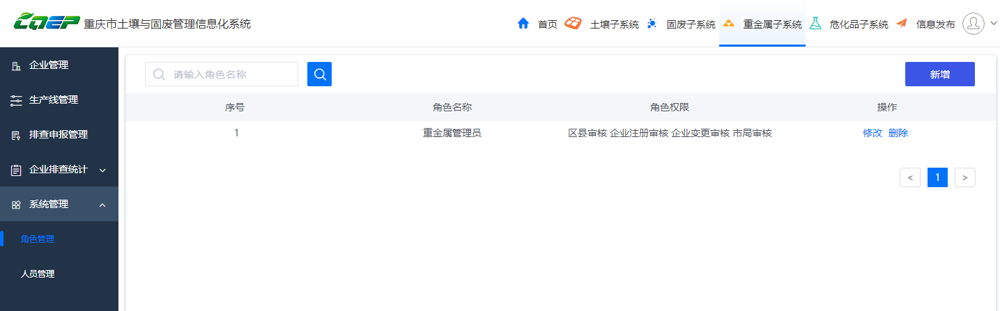 CQEP 重庆市土壤与固废管理信息化系统
首页 土壤子系统 固废子系统 重金属子系统 危化品子系统 信息发布
企业管理
生产线管理
排查申报管理
企业排查统计
系统管理
角色管理
人员管理
请输入角色名称
新增
序号 角色名称 角色权限 操作
1 重金属管理员 区县审核 企业注册审核 企业变更审核 市局审核 修改 删除
< 1 >